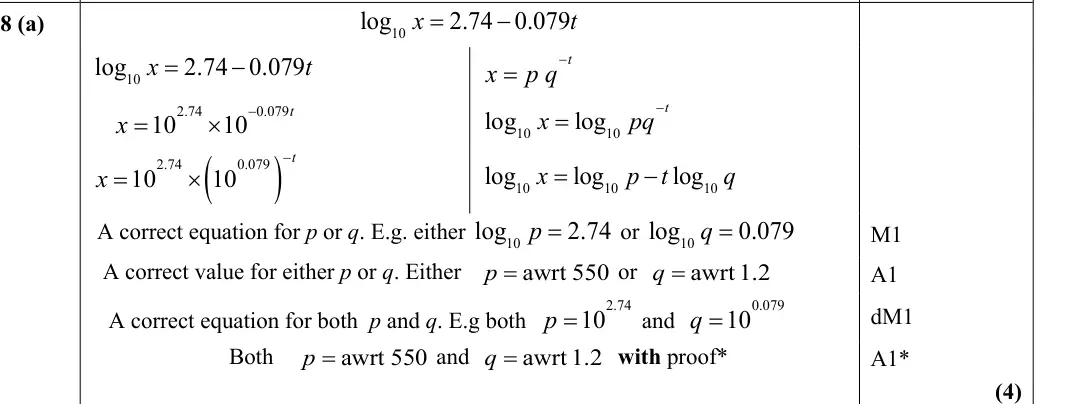 8 (a)
log₁₀ x = 2.74 − 0.079t
log₁₀ x = 2.74 − 0.079t
x = 10^2.74 × 10^−0.079t
x = 10^2.74 × (10^0.079)^−t
x = p q^−t
log₁₀ x = log₁₀ pq^−t
log₁₀ x = log₁₀ p − t log₁₀ q
A correct equation for p or q. E.g. either log₁₀ p = 2.74 or log₁₀ q = 0.079 M1
A correct value for either p or q. Either p = awrt 550 or q = awrt 1.2 A1
A correct equation for both p and q. E.g both p = 10^2.74 and q = 10^0.079 dM1
Both p = awrt 550 and q = awrt 1.2 with proof* A1*
(4)